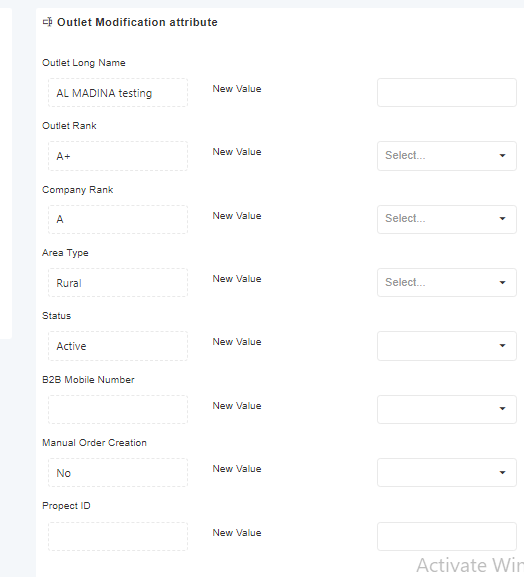 Outlet Modification attribute
Outlet Long Name
AL MADINA testing New Value
Outlet Rank
A+ New Value Select...
Company Rank
A New Value Select...
Area Type
Rural New Value Select...
Status
Active New Value
B2B Mobile Number
New Value
Manual Order Creation
No New Value
Propect ID
New Value
Activate Win